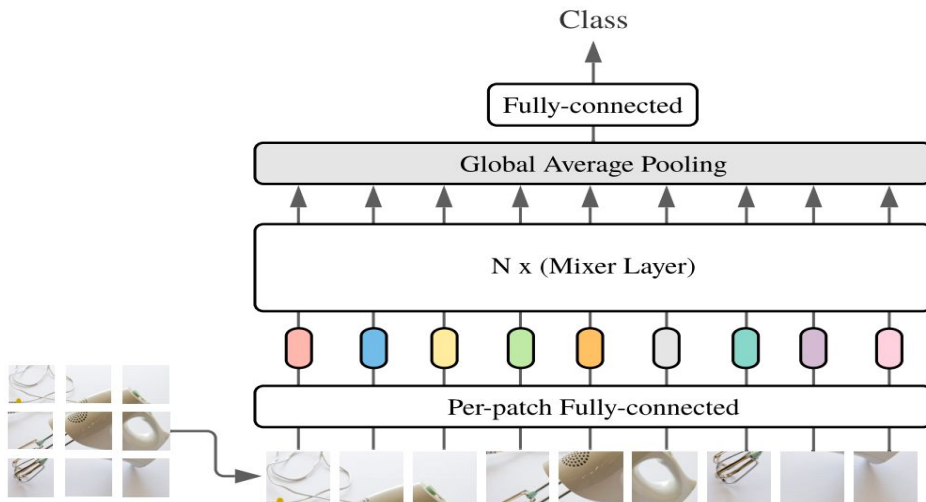 Class
Fully-connected
Global Average Pooling
N x (Mixer Layer)
Per-patch Fully-connected